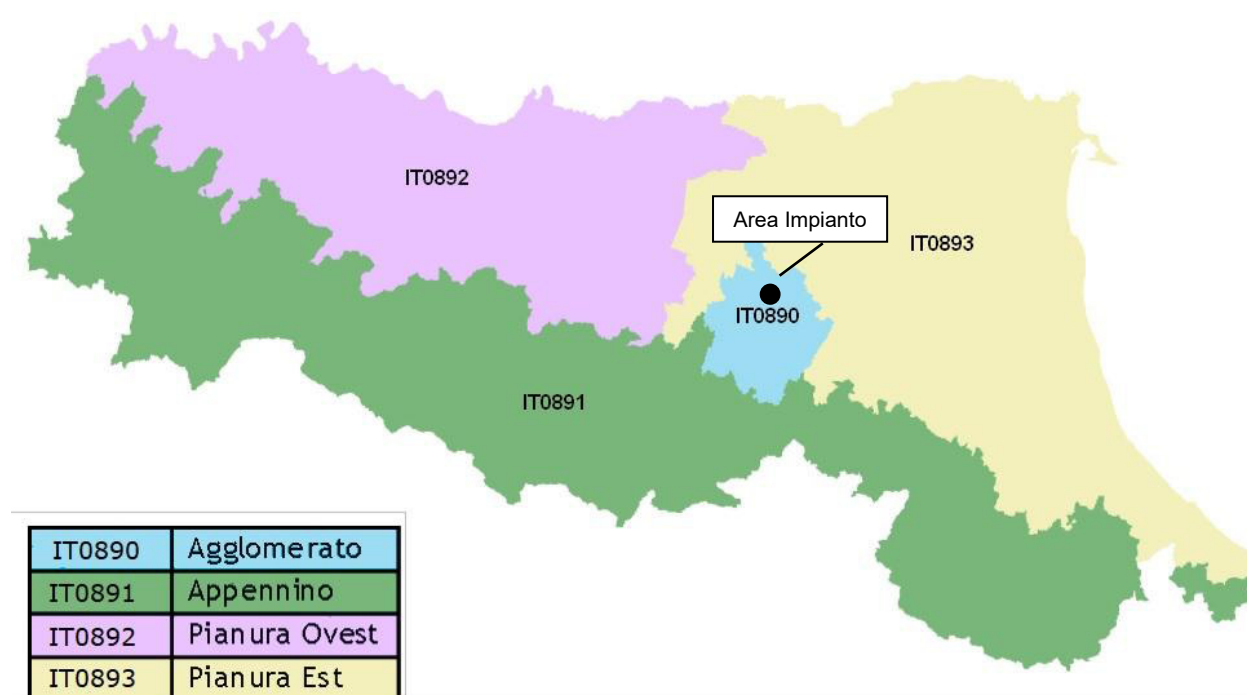 IT0892
Area Impianto
IT0893
IT0890
IT0891
IT0890 Agglomerato
IT0891 Appennino
IT0892 Pianura Ovest
IT0893 Pianura Est